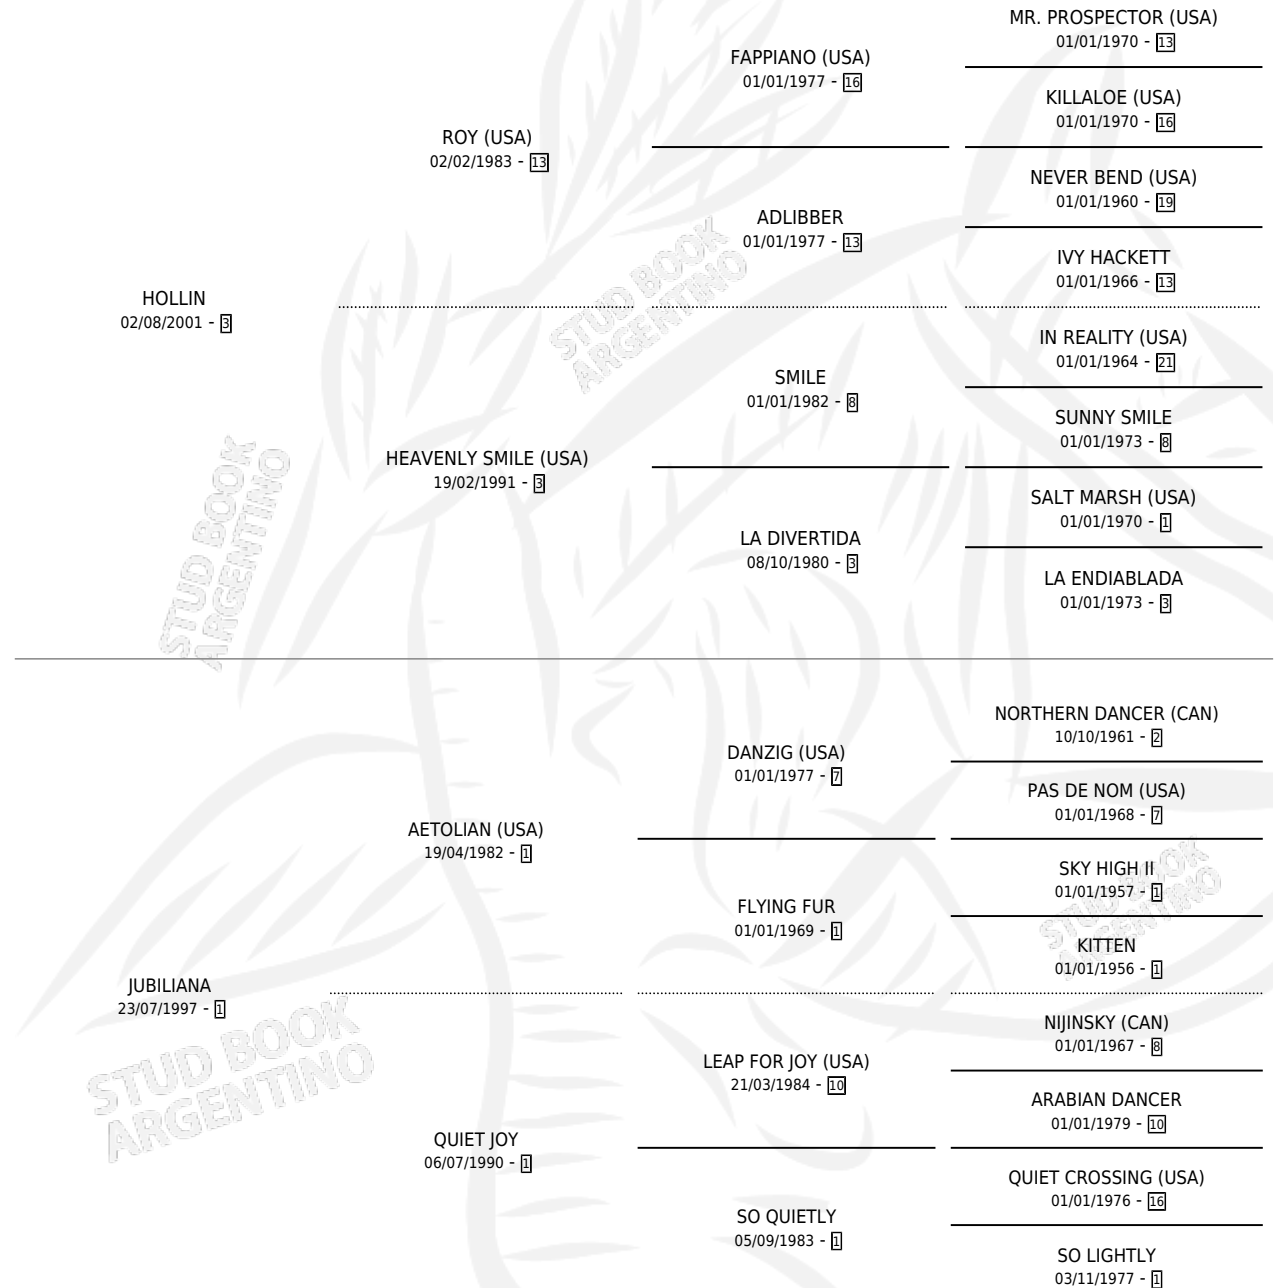 MR. PROSPECTOR (USA)
01/01/1970 - 13
FAPPIANO (USA)
01/01/1977 - 16
KILLALOE (USA)
01/01/1970 - 16
ROY (USA)
02/02/1983 - 13
NEVER BEND (USA)
01/01/1960 - 19
ADLIBBER
01/01/1977 - 13
IVY HACKETT
01/01/1966 - 13
HOLLIN
02/08/2001 - 3
IN REALITY (USA)
01/01/1964 - 21
SMILE
01/01/1982 - 8
SUNNY SMILE
01/01/1973 - 8
HEAVENLY SMILE (USA)
19/02/1991 - 3
SALT MARSH (USA)
01/01/1970 - 1
LA DIVERTIDA
08/10/1980 - 3
LA ENDIABLADA
01/01/1973 - 3
NORTHERN DANCER (CAN)
10/10/1961 - 2
DANZIG (USA)
01/01/1977 - 7
PAS DE NOM (USA)
01/01/1968 - 7
AETOLIAN (USA)
19/04/1982 - 1
SKY HIGH II
01/01/1957 - 1
FLYING FUR
01/01/1969 - 1
KITTEN
01/01/1956 - 1
JUBILIANA
23/07/1997 - 1
NIJINSKY (CAN)
01/01/1967 - 8
LEAP FOR JOY (USA)
21/03/1984 - 10
ARABIAN DANCER
01/01/1979 - 10
QUIET JOY
06/07/1990 - 1
QUIET CROSSING (USA)
01/01/1976 - 16
SO QUIETLY
05/09/1983 - 1
SO LIGHTLY
03/11/1977 - 1
STUD BOOK
ARGENTINO
STUD BOOK
ARGENTINO
STUD BOOK
ARGENTINO
STUD BOOK
ARGENTINO